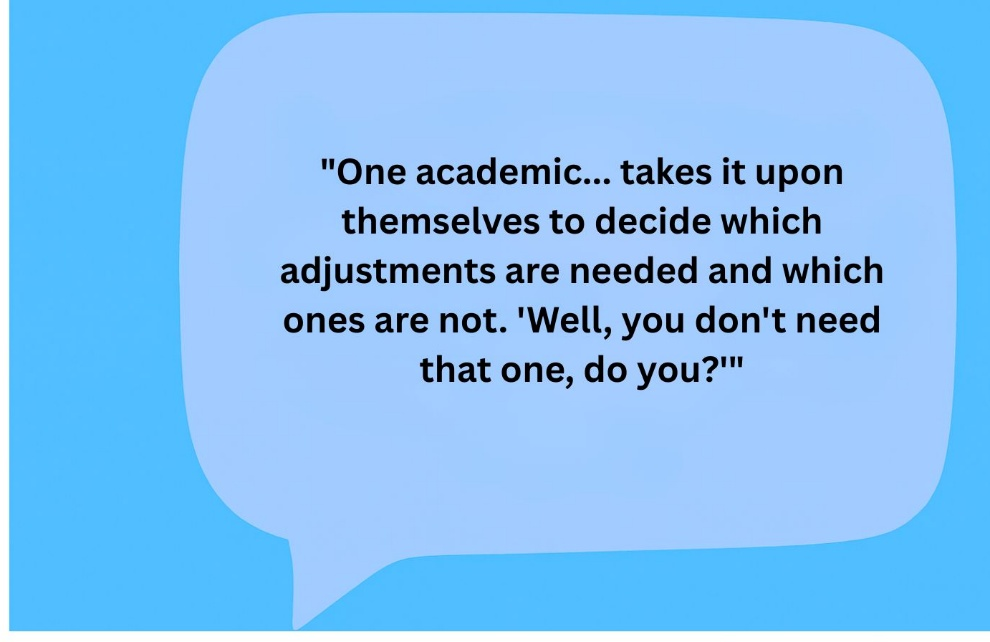 "One academic... takes it upon
themselves to decide which
adjustments are needed and which
ones are not. 'Well, you don't need
that one, do you?'"